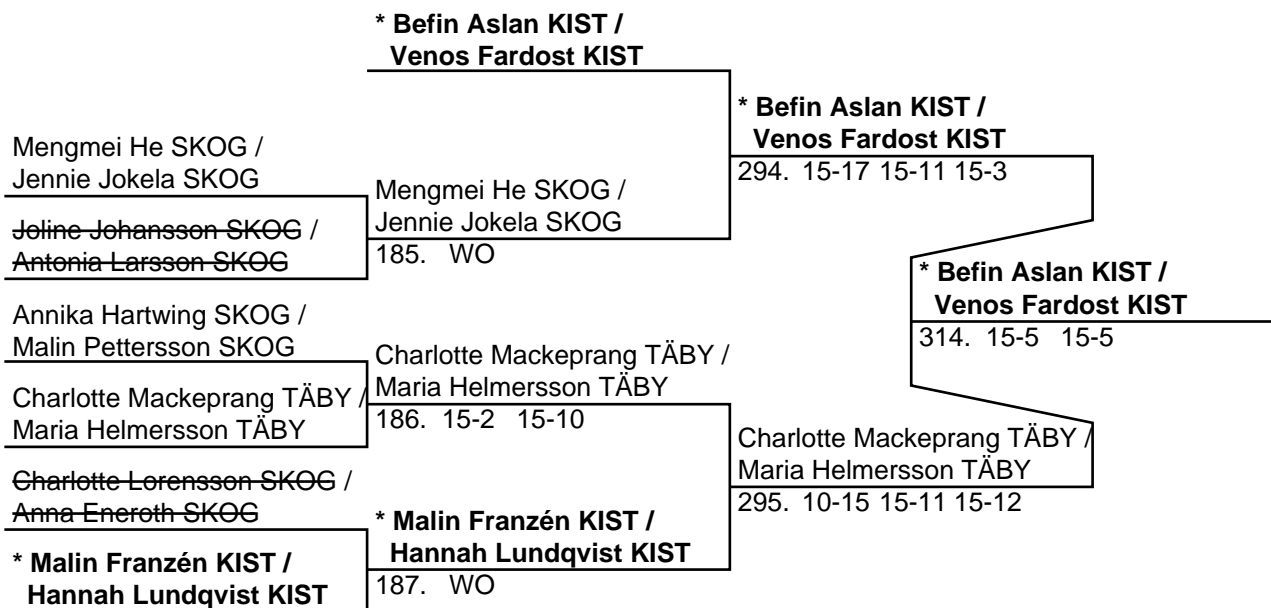 * Befin Aslan KIST /
Venos Fardost KIST
* Befin Aslan KIST /
Venos Fardost KIST
294. 15-17 15-11 15-3
Mengmei He SKOG /
Jennie Jokela SKOG
Mengmei He SKOG /
Jennie Jokela SKOG
185. WO
Joline Johansson SKOG /
Antonia Larsson SKOG
* Befin Aslan KIST /
Venos Fardost KIST
314. 15-5 15-5
Annika Hartwing SKOG /
Malin Pettersson SKOG
Charlotte Mackeprang TÄBY /
Maria Helmersson TÄBY
186. 15-2 15-10
Charlotte Mackeprang TÄBY /
Maria Helmersson TÄBY
Charlotte Mackeprang TÄBY /
Maria Helmersson TÄBY
295. 10-15 15-11 15-12
Charlotte Lorensson SKOG /
Anna Eneroth SKOG
* Malin Franzén KIST /
Hannah Lundqvist KIST
187. WO
* Malin Franzén KIST /
Hannah Lundqvist KIST